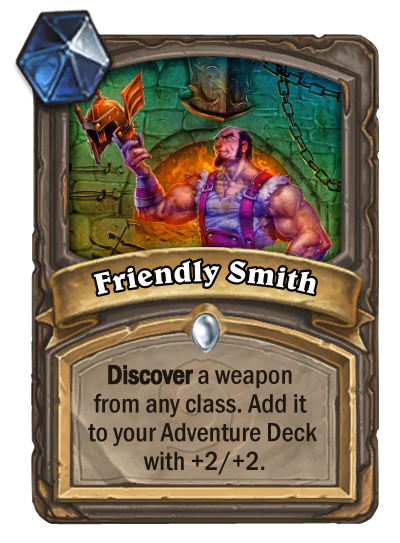 Friendly Smith
Discover a weapon
from any class. Add it
to your Adventure Deck
with +2/+2.